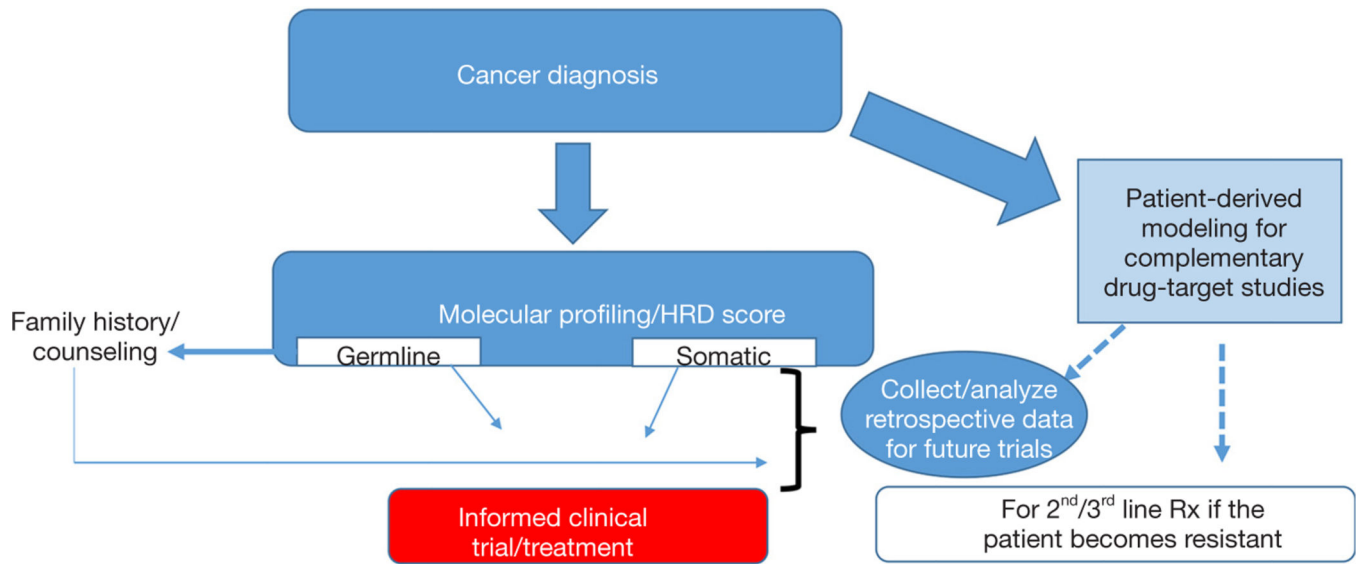 Cancer diagnosis
Patient-derived
modeling for
complementary
drug-target studies
Molecular profiling/HRD score
Family history/
counseling
Germline
Somatic
Collect/analyze
retrospective data
for future trials
Informed clinical
trial/treatment
For 2nd/3rd line Rx if the
patient becomes resistant